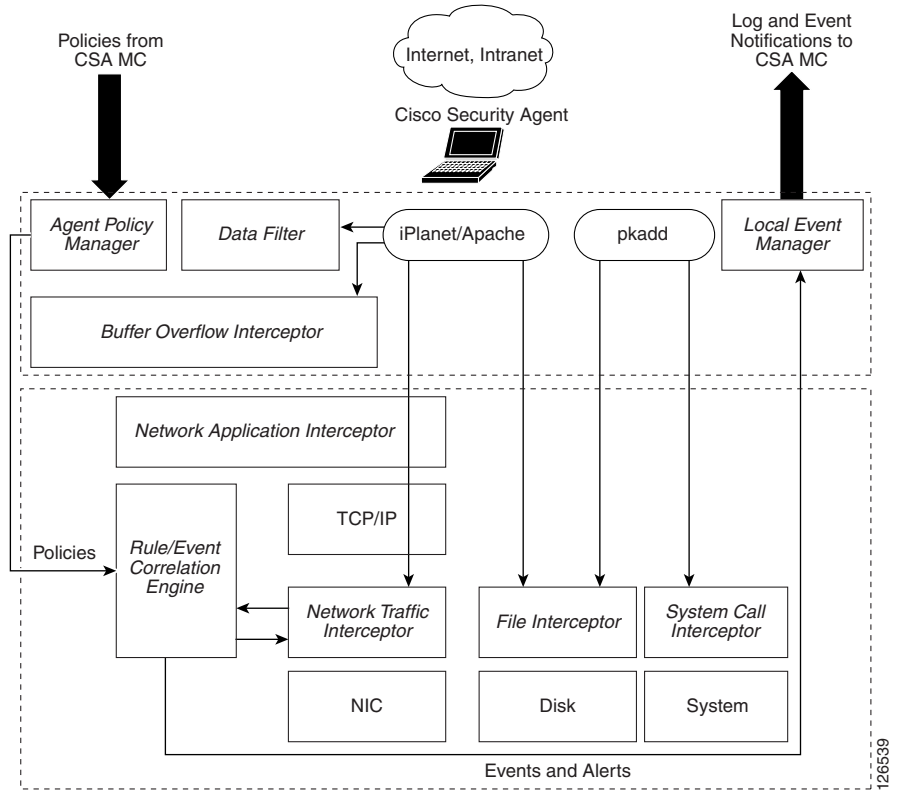 Policies from
CSA MC
Internet, Intranet
Log and Event
Notifications to
CSA MC
Cisco Security Agent
Agent Policy
Manager
Data Filter
iPlanet/Apache
pkadd
Local Event
Manager
Buffer Overflow Interceptor
Network Application Interceptor
TCP/IP
Policies
Rule/Event
Correlation
Engine
Network Traffic
Interceptor
File Interceptor
System Call
Interceptor
NIC
Disk
System
Events and Alerts
126539